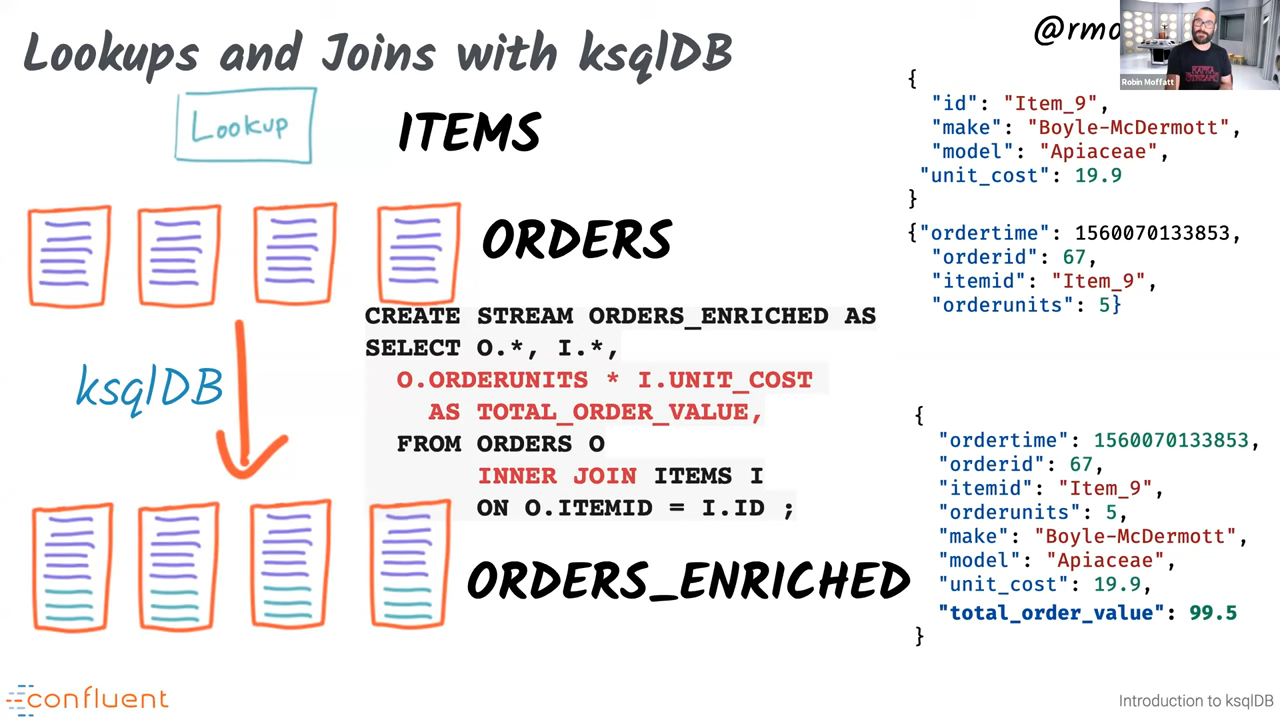 Lookups and Joins with ksqlDB
@rmo
Robin Moffatt
KAFKA
STREAMS
Lookup
ITEMS
{
"id": "Item_9",
"make": "Boyle-McDermott",
"model": "Apiaceae",
"unit_cost": 19.9
}
ORDERS
{"ordertime": 1560070133853,
"orderid": 67,
"itemid": "Item_9",
"orderunits": 5}
ksqlDB
CREATE STREAM ORDERS_ENRICHED AS
SELECT O.*, I.*,
O.ORDERUNITS * I.UNIT_COST
AS TOTAL_ORDER_VALUE,
FROM ORDERS O
INNER JOIN ITEMS I
ON O.ITEMID = I.ID ;
ORDERS_ENRICHED
{
"ordertime": 1560070133853,
"orderid": 67,
"itemid": "Item_9",
"orderunits": 5,
"make": "Boyle-McDermott",
"model": "Apiaceae",
"unit_cost": 19.9,
"total_order_value": 99.5
}
confluent
Introduction to ksqlDB